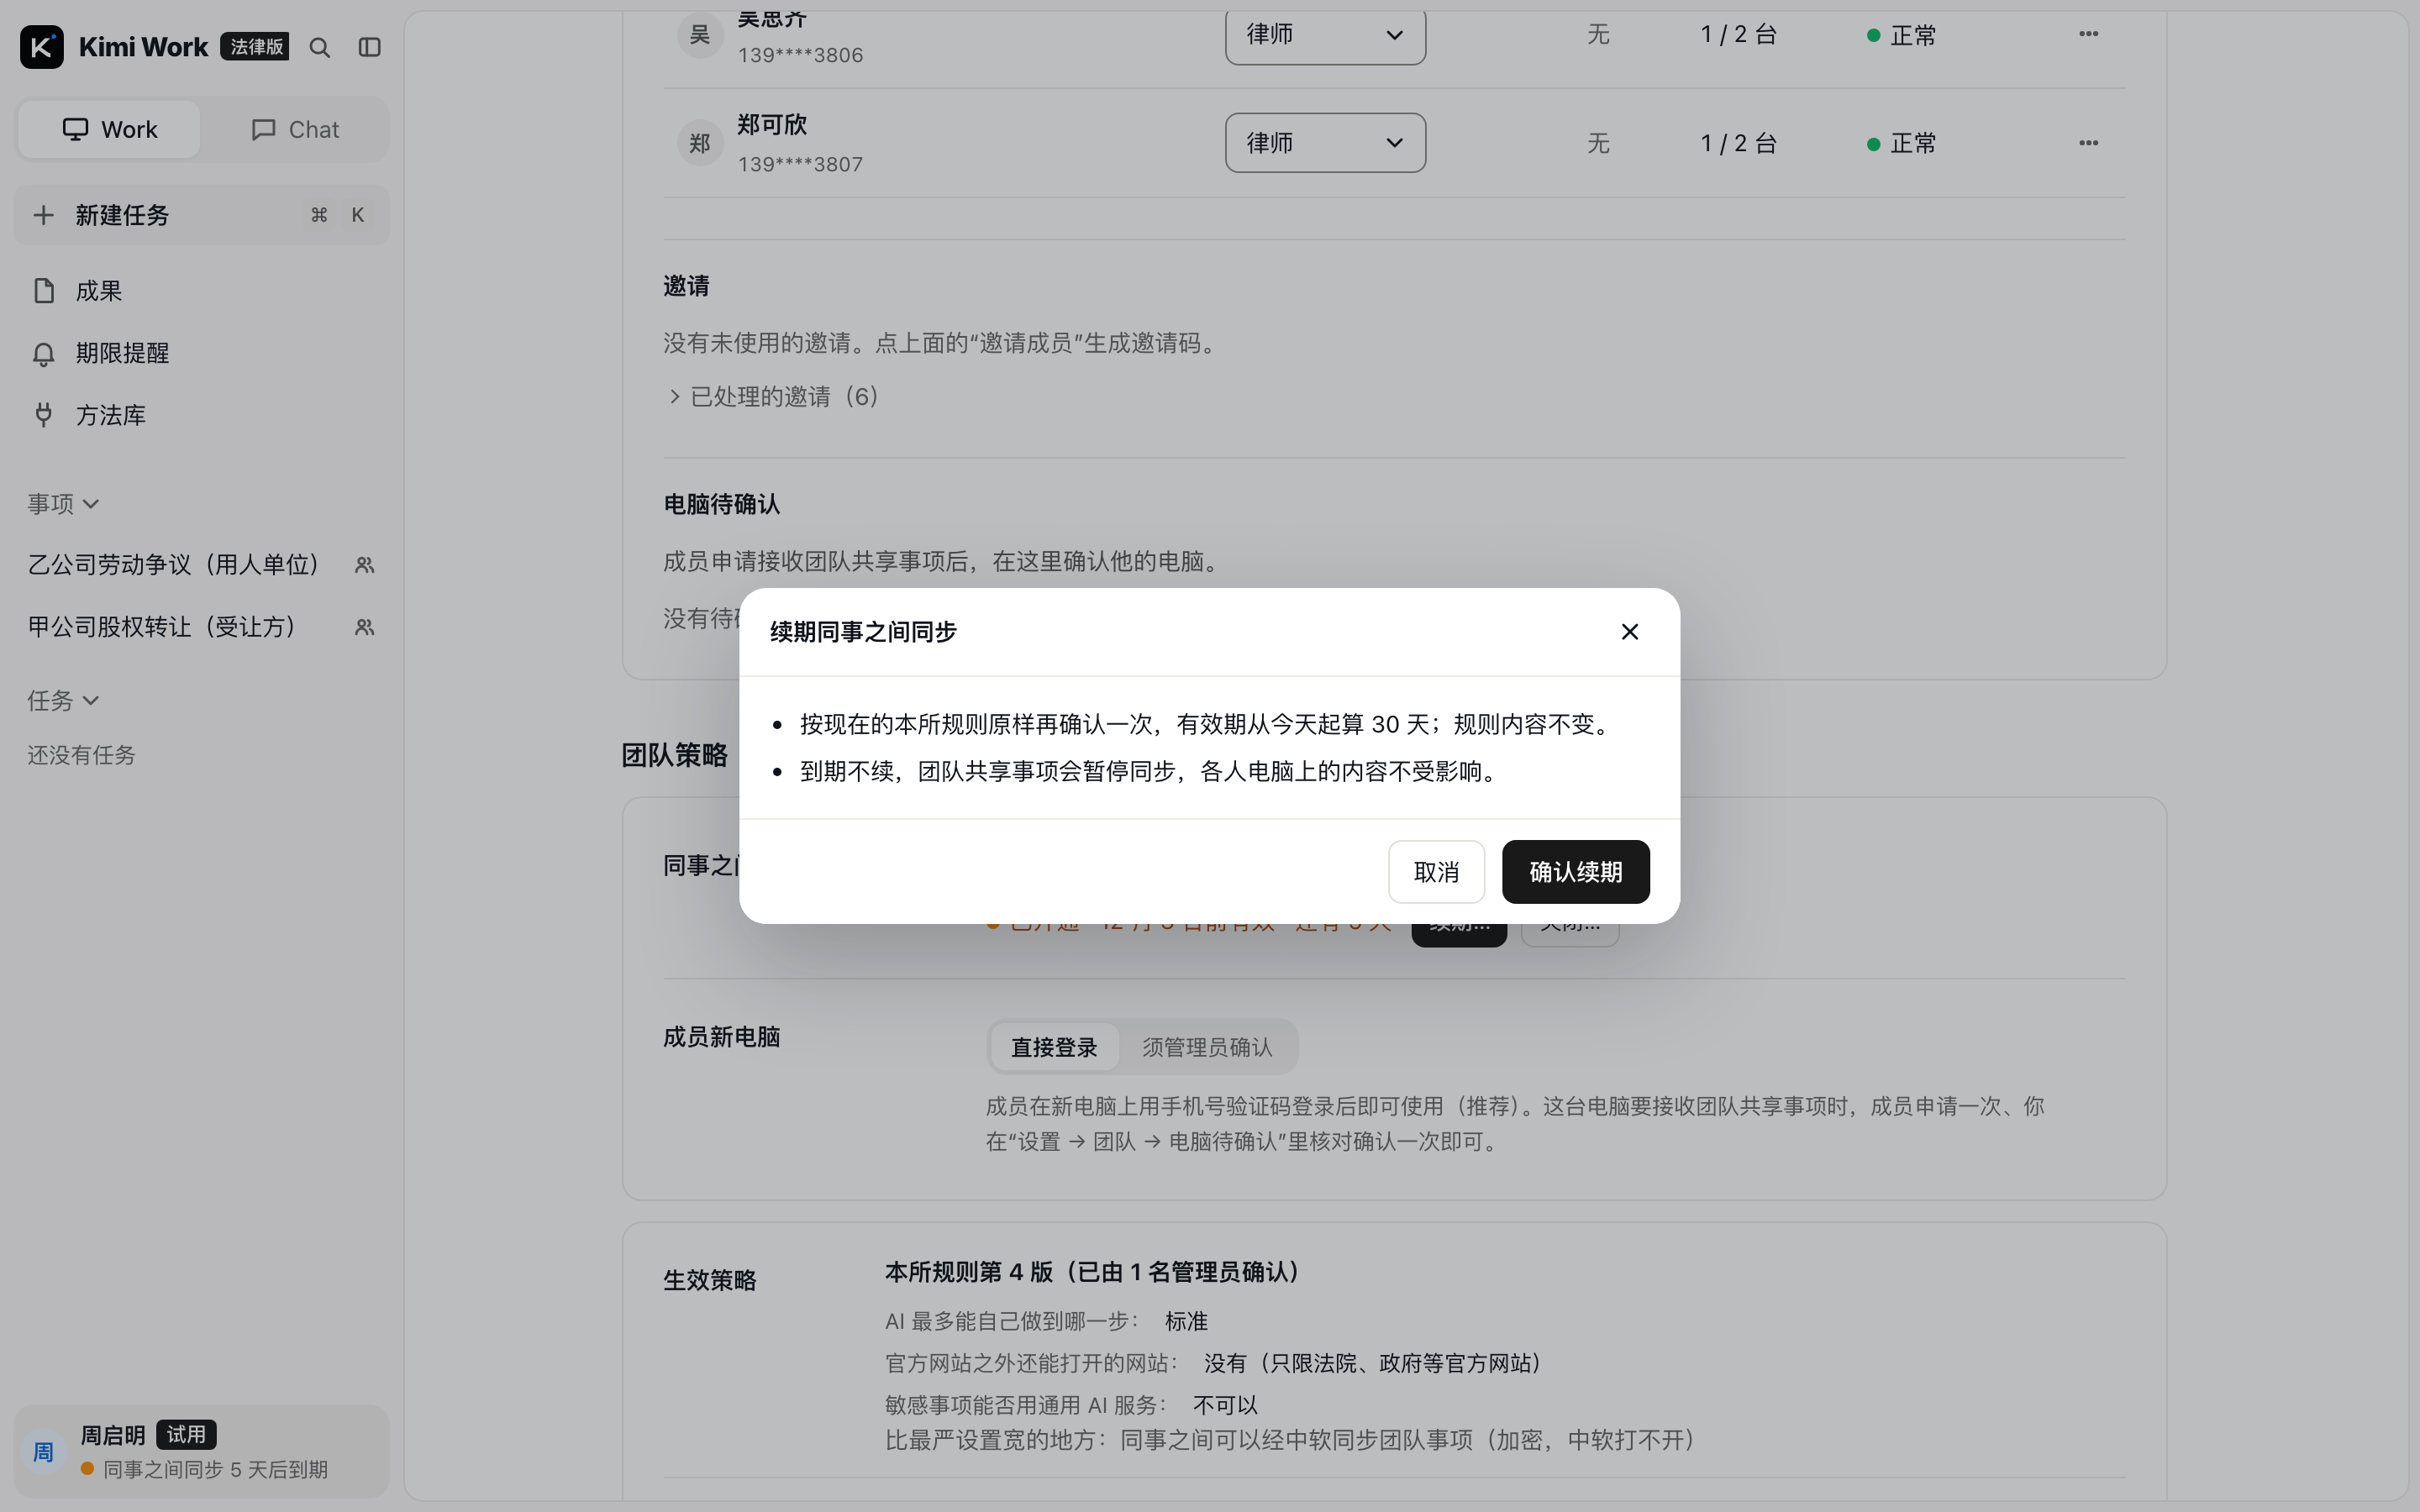 Kimi Work 法律版
Work
Chat
新建任务 ⌘ K
成果
期限提醒
方法库
事项
乙公司劳动争议（用人单位）
甲公司股权转让（受让方）
任务
还没有任务
周 周启明 试用
同事之间同步 5 天后到期
吴 吴思齐 律师 无 1 / 2 台 正常
139****3806
郑 郑可欣 律师 无 1 / 2 台 正常
139****3807
邀请
没有未使用的邀请。点上面的“邀请成员”生成邀请码。
已处理的邀请（6）
电脑待确认
成员申请接收团队共享事项后，在这里确认他的电脑。
没有待
续期同事之间同步
按现在的本所规则原样再确认一次，有效期从今天起算 30 天；规则内容不变。
到期不续，团队共享事项会暂停同步，各人电脑上的内容不受影响。
取消 确认续期
团队策略
同事之
成员新电脑
直接登录 须管理员确认
成员在新电脑上用手机号验证码登录后即可使用（推荐）。这台电脑要接收团队共享事项时，成员申请一次、你
在“设置 → 团队 → 电脑待确认”里核对确认一次即可。
生效策略
本所规则第 4 版（已由 1 名管理员确认）
AI 最多能自己做到哪一步： 标准
官方网站之外还能打开的网站： 没有（只限法院、政府等官方网站）
敏感事项能否用通用 AI 服务： 不可以
比最严设置宽的地方：同事之间可以经中软同步团队事项（加密，中软打不开）